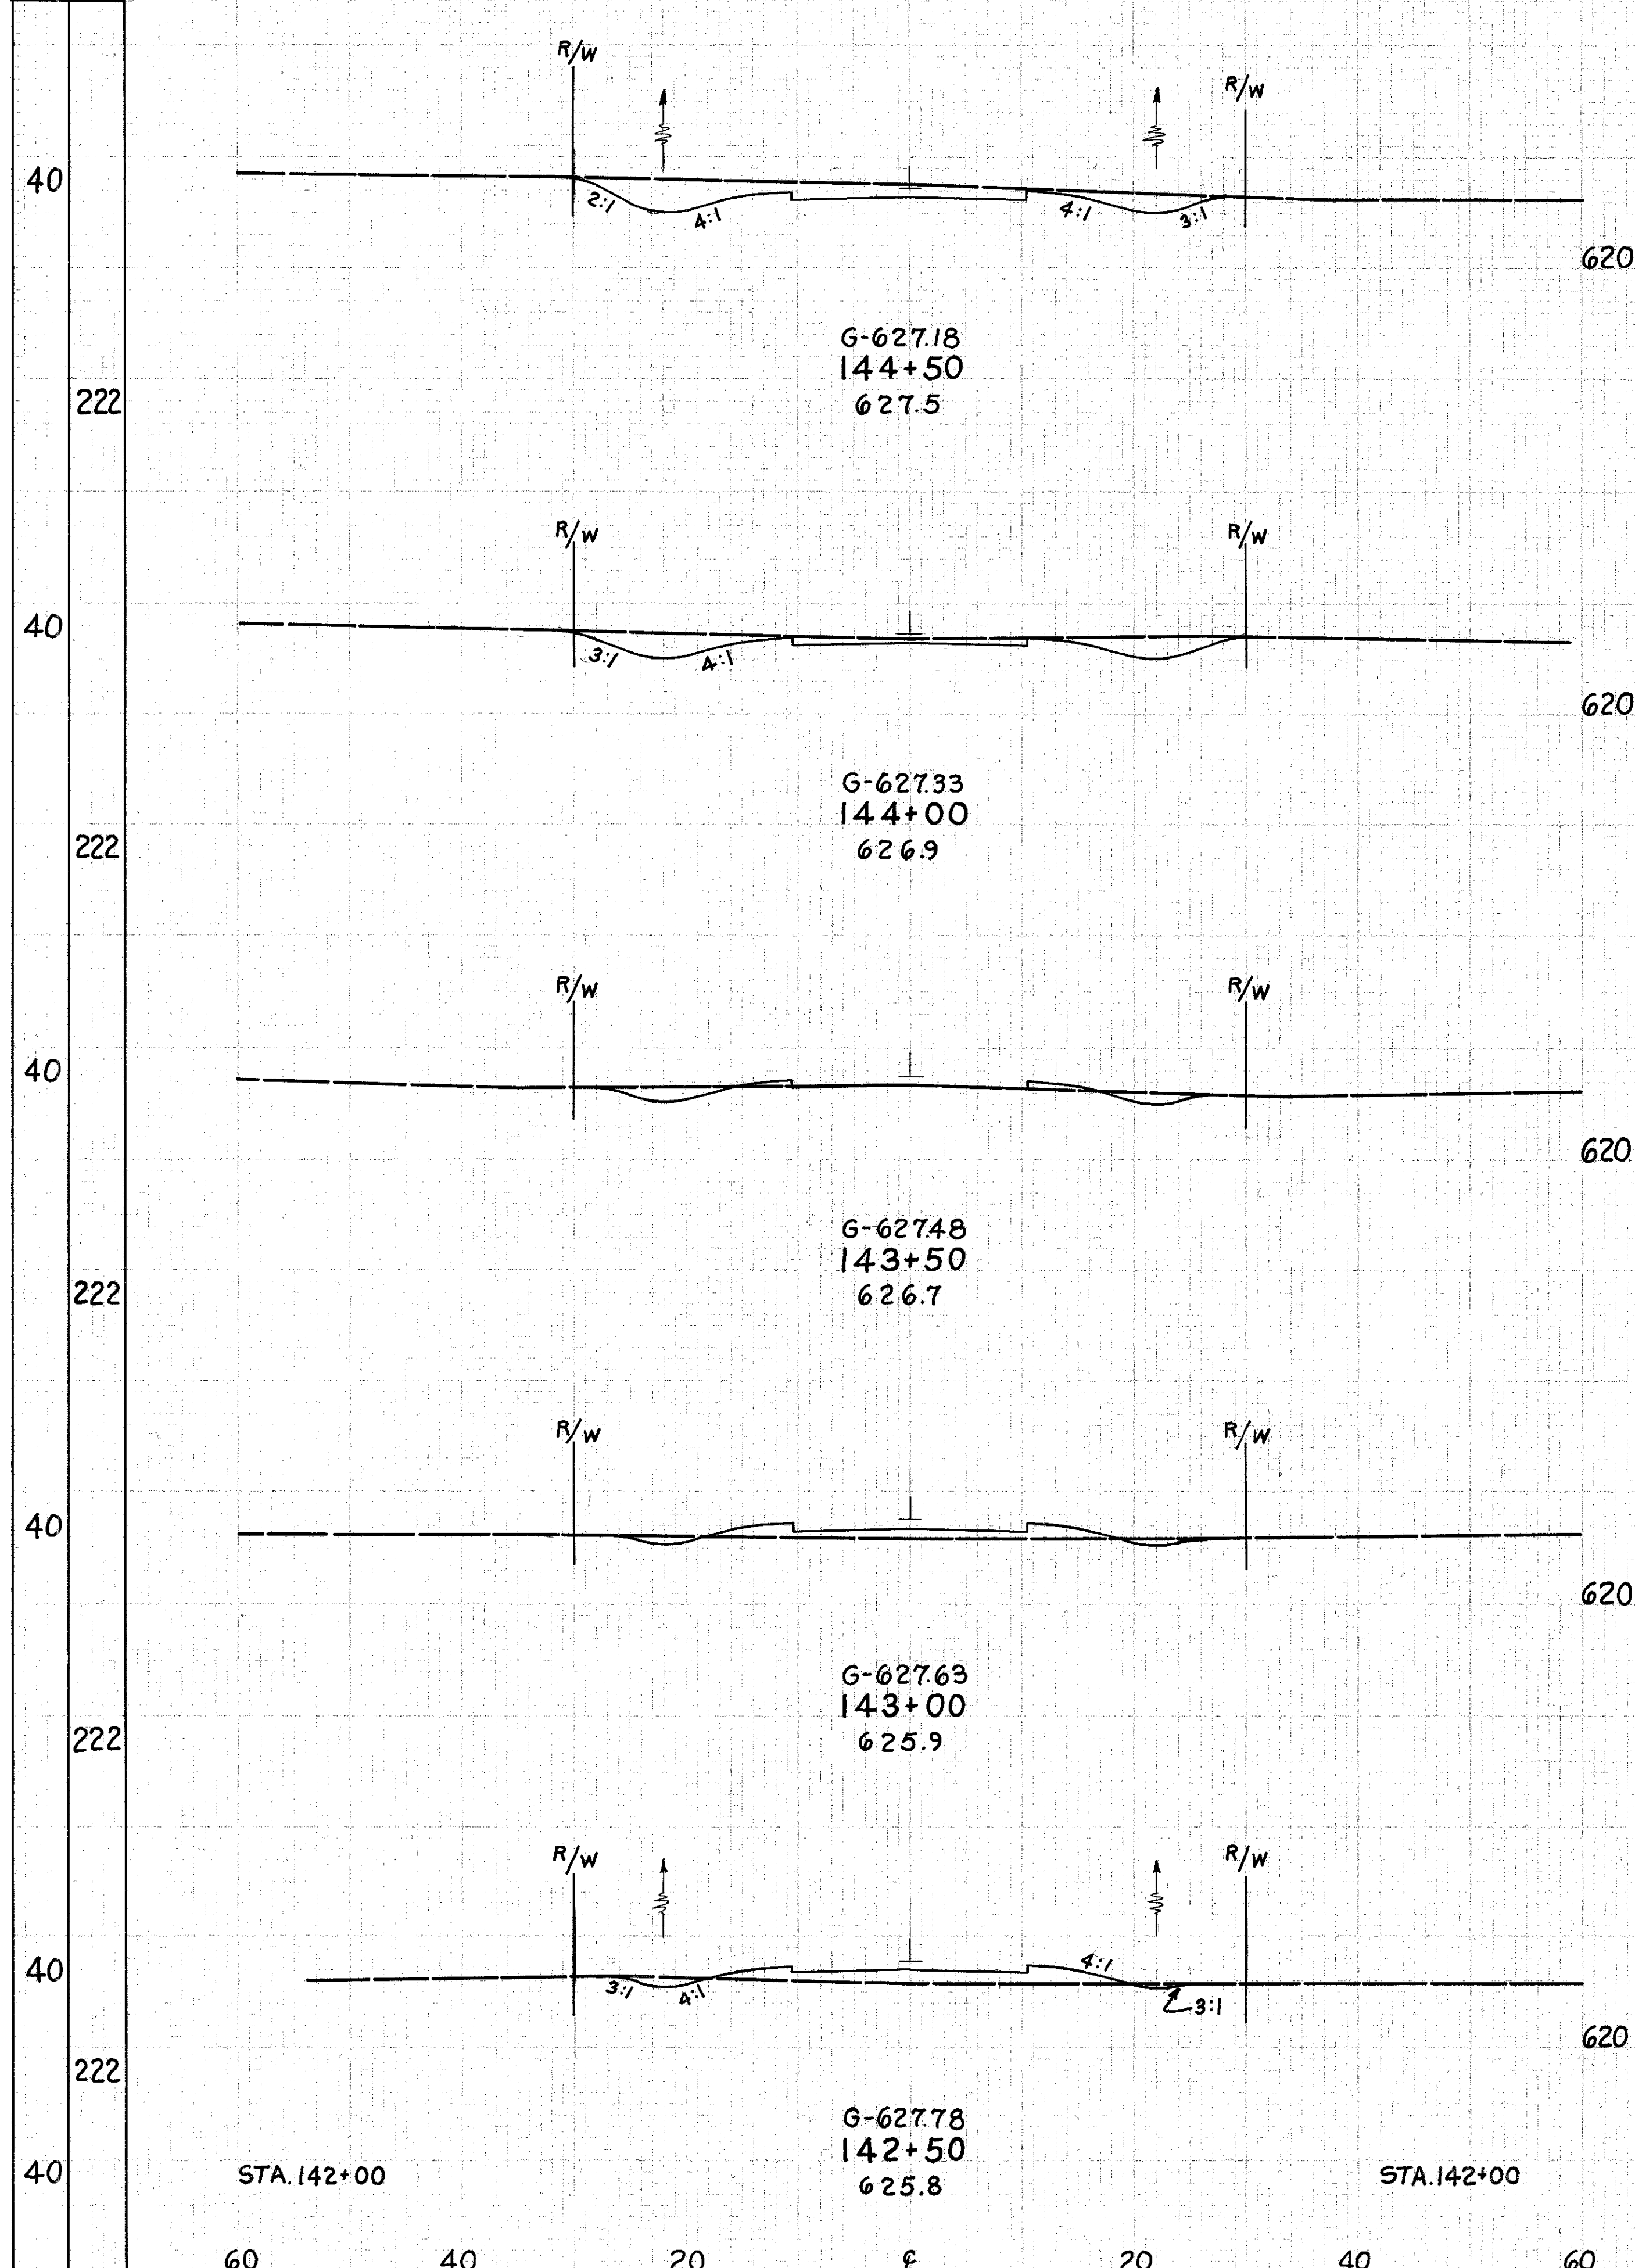 R/W
R/W
40
2:1 4:1 4:1 3:1
620
G-627.18
144+50
222
627.5
R/W R/W
40
3:1 4:1
620
G-627.33
144+00
222
626.9
R/W R/W
40
620
G-627.48
143+50
222
626.7
R/W R/W
40
620
G-627.63
143+00
222
625.9
R/W R/W
40
4:1
3:1 4:1 3:1
620
222
G-627.78
142+50
40 STA. 142+00 STA. 142+00
625.8
60 40 20 ℄ 20 40 60